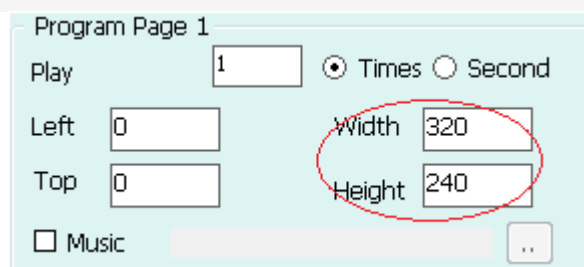 Program Page 1
Play 1 Times Second
Left 0 Width 320
Top 0 Height 240
Music ..